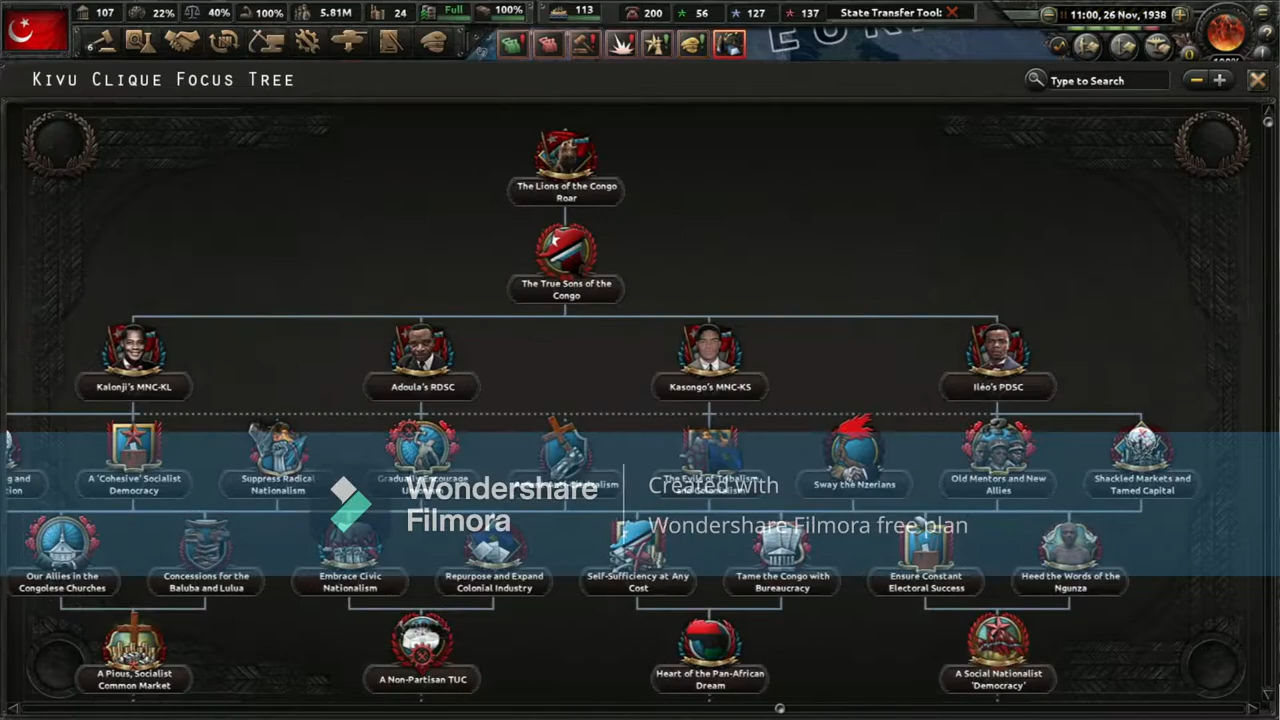 107 22% 40% 100% 5.81M 24 Full 100% 113 200 56 127 137 State Transfer Tool: 11:00, 26 Nov, 1938
6
0
100%
Kivu Clique Focus Tree
Type to Search
The Lions of the Congo
Roar
The True Sons of the
Congo
Kalonji's MNC-KL
Adoula's RDSC
Kasongo's MNC-KS
Iléo's PDSC
A 'Cohesive' Socialist
Democracy
Suppress Radical
Nationalism
Gradually Encourage
Sway the Nzerians
Old Mentors and New
Allies
Shackled Markets and
Tamed Capital
Wondershare
Filmora
Created with
Wondershare Filmora free plan
Our Allies in the
Congolese Churches
Concessions for the
Baluba and Lulua
Embrace Civic
Nationalism
Repurpose and Expand
Colonial Industry
Self-Sufficiency at Any
Cost
Tame the Congo with
Bureaucracy
Ensure Constant
Electoral Success
Heed the Words of the
Ngunza
A Pious, Socialist
Common Market
A Non-Partisan TUC
Heart of the Pan-African
Dream
A Social Nationalist
'Democracy'